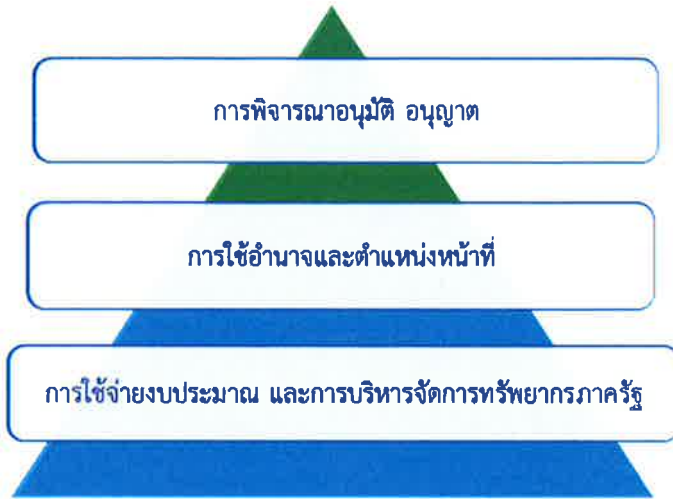 การพิจารณาอนุมัติ อนุญาต
การใช้อำนาจและตำแหน่งหน้าที่
การใช้จ่ายงบประมาณ และการบริหารจัดการทรัพยากรภาครัฐ